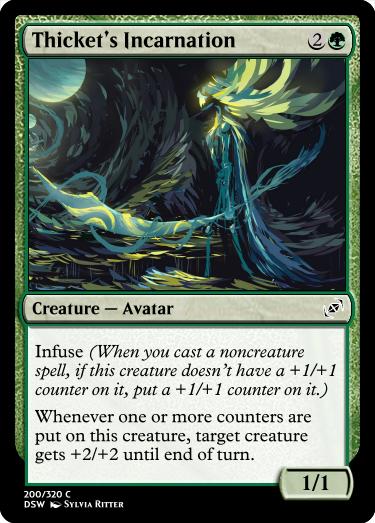 Thicket's Incarnation 2
Creature — Avatar
Infuse (When you cast a noncreature
spell, if this creature doesn't have a +1/+1
counter on it, put a +1/+1 counter on it.)
Whenever one or more counters are
put on this creature, target creature
gets +2/+2 until end of turn.
1/1
200/320 C
DSW Sylvia Ritter